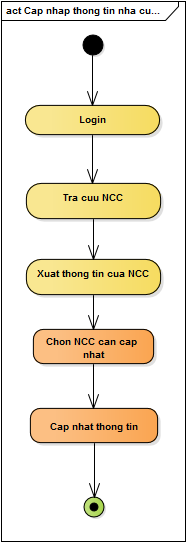 act Cap nhap thong tin nha cu...
Login
Tra cuu NCC
Xuat thong tin cua NCC
Chon NCC can cap
nhat
Cap nhat thong tin